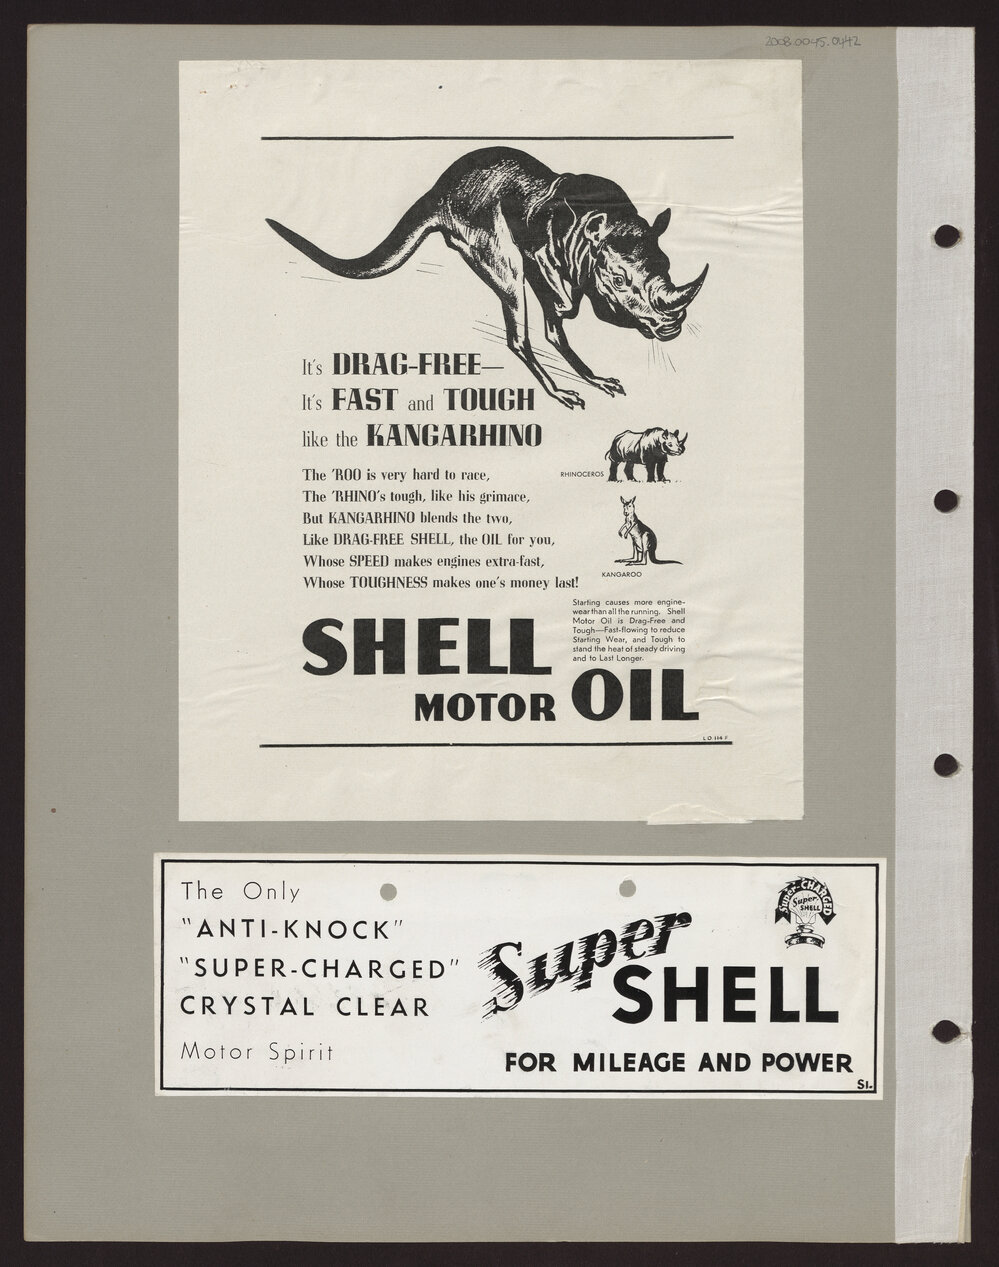 2008.0045.0442
It's DRAG-FREE—
It's FAST and TOUGH
like the KANGARHINO
RHINOCEROS
The 'ROO is very hard to race,
The 'RHINO's tough, like his grimace,
But KANGARHINO blends the two,
Like DRAG-FREE SHELL, the OIL for you,
Whose SPEED makes engines extra-fast,
Whose TOUGHNESS makes one's money last!
KANGAROO
Starting causes more engine-
wear than all the running. Shell
Motor Oil is Drag-Free and
Tough—Fast-flowing to reduce
Starting Wear, and Tough to
stand the heat of steady driving
and to Last Longer.
SHELL
MOTOR OIL
L.O. 114 F
The Only
"ANTI-KNOCK"
"SUPER-CHARGED"
CRYSTAL CLEAR
Motor Spirit
Super-CHARGED
Super
SHELL
Super
SHELL
FOR MILEAGE AND POWER
S1.